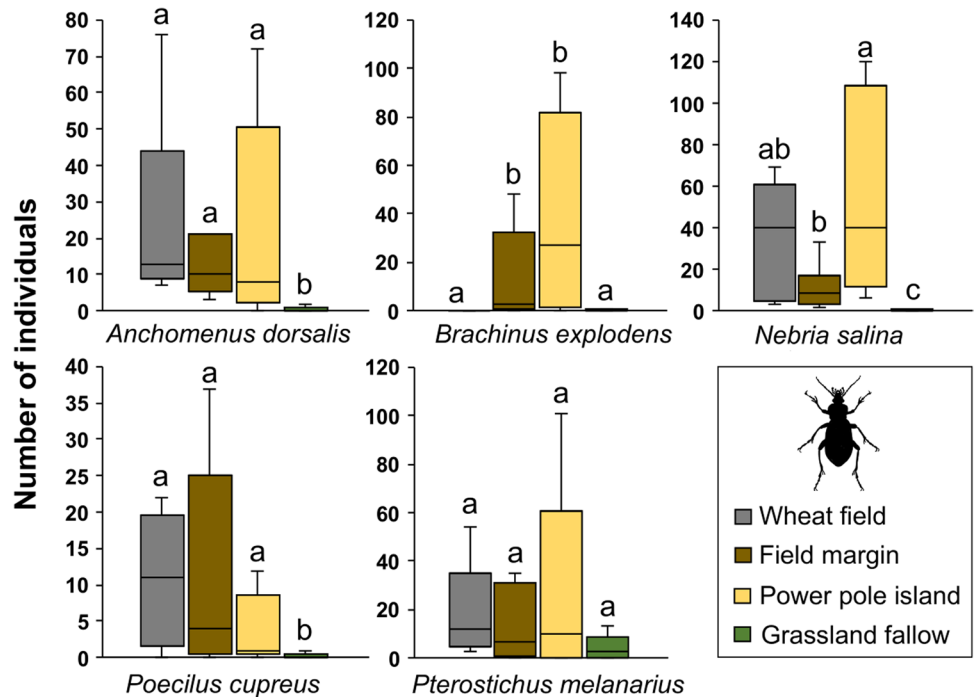 Number of individuals
80
70
60
50
40
30
20
10
0
a
a
a
b
Anchomenus dorsalis
120
100
80
60
40
20
0
a
b
b
a
Brachinus explodens
140
120
100
80
60
40
20
0
ab
b
a
c
Nebria salina
40
35
30
25
20
15
10
5
0
a
a
a
b
Poecilus cupreus
120
100
80
60
40
20
0
a
a
a
a
Pterostichus melanarius
Wheat field
Field margin
Power pole island
Grassland fallow